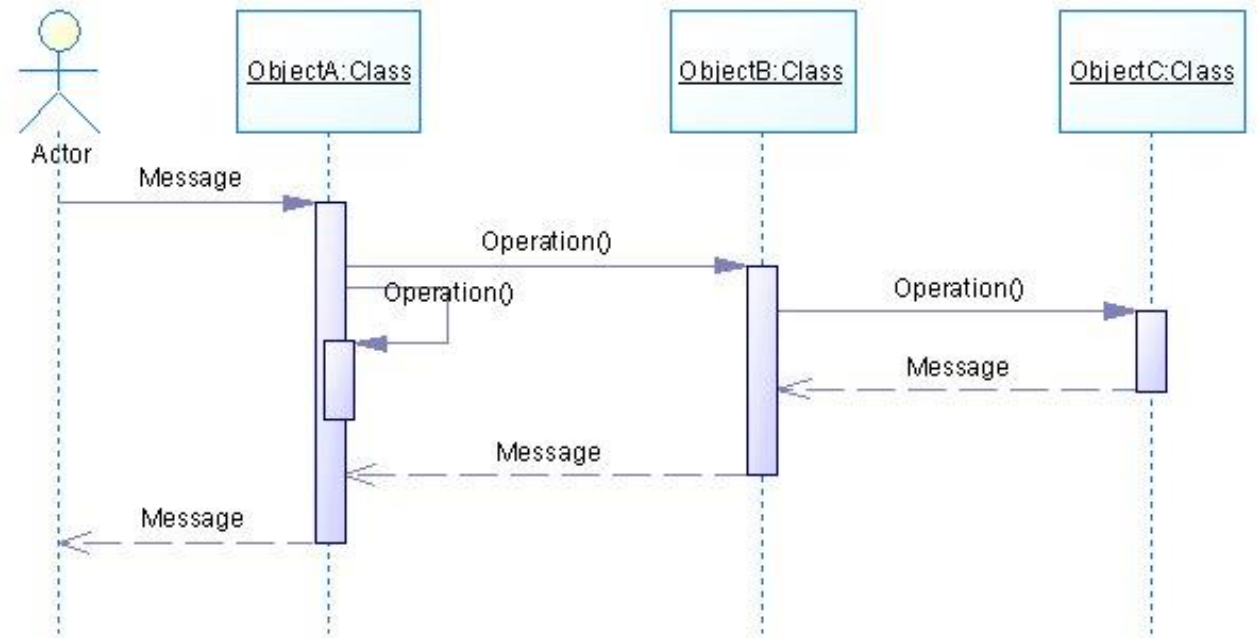 ObjectA:Class
ObjectB:Class
ObjectC:Class
Actor
Message
Operation()
Operation()
Operation()
Message
Message
Message